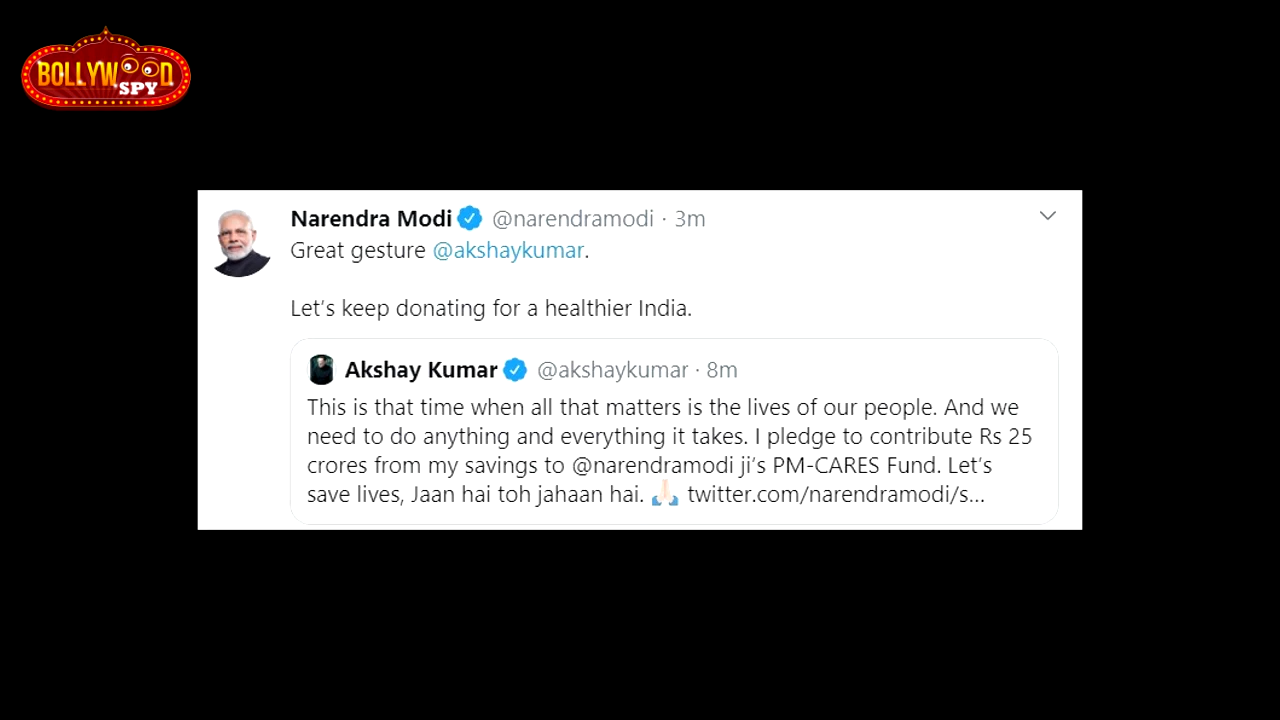 BOLLYWOOD
SPY
Narendra Modi @narendramodi · 3m
Great gesture @akshaykumar.
Let's keep donating for a healthier India.
Akshay Kumar @akshaykumar · 8m
This is that time when all that matters is the lives of our people. And we
need to do anything and everything it takes. I pledge to contribute Rs 25
crores from my savings to @narendramodi ji's PM-CARES Fund. Let's
save lives, Jaan hai toh jahaan hai. 🙏🏻 twitter.com/narendramodi/s…